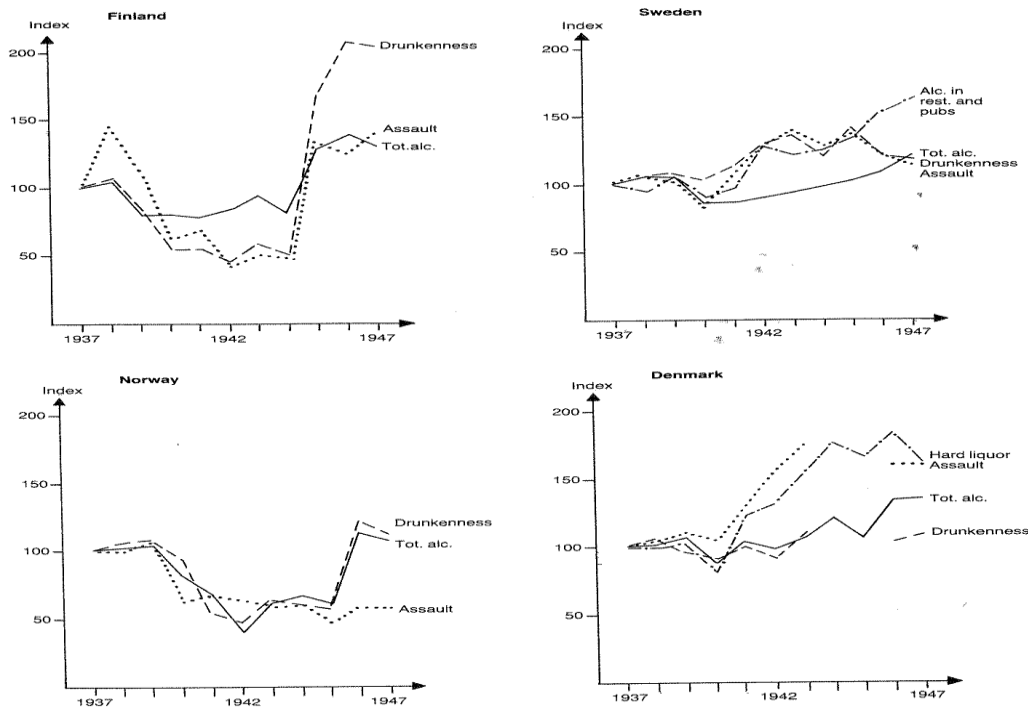 Finland
Index
200
150
100
50
1937
1942
1947
Drunkenness
Assault
Tot.alc.
Sweden
Index
200
150
100
50
1937
1942
1947
Alc. in
rest. and
pubs
Tot. alc.
Drunkenness
Assault
Norway
Index
200
150
100
50
1937
1942
1947
Drunkenness
Tot. alc.
Assault
Denmark
Index
200
150
100
50
1937
1942
1947
Hard liquor
Assault
Tot. alc.
Drunkenness